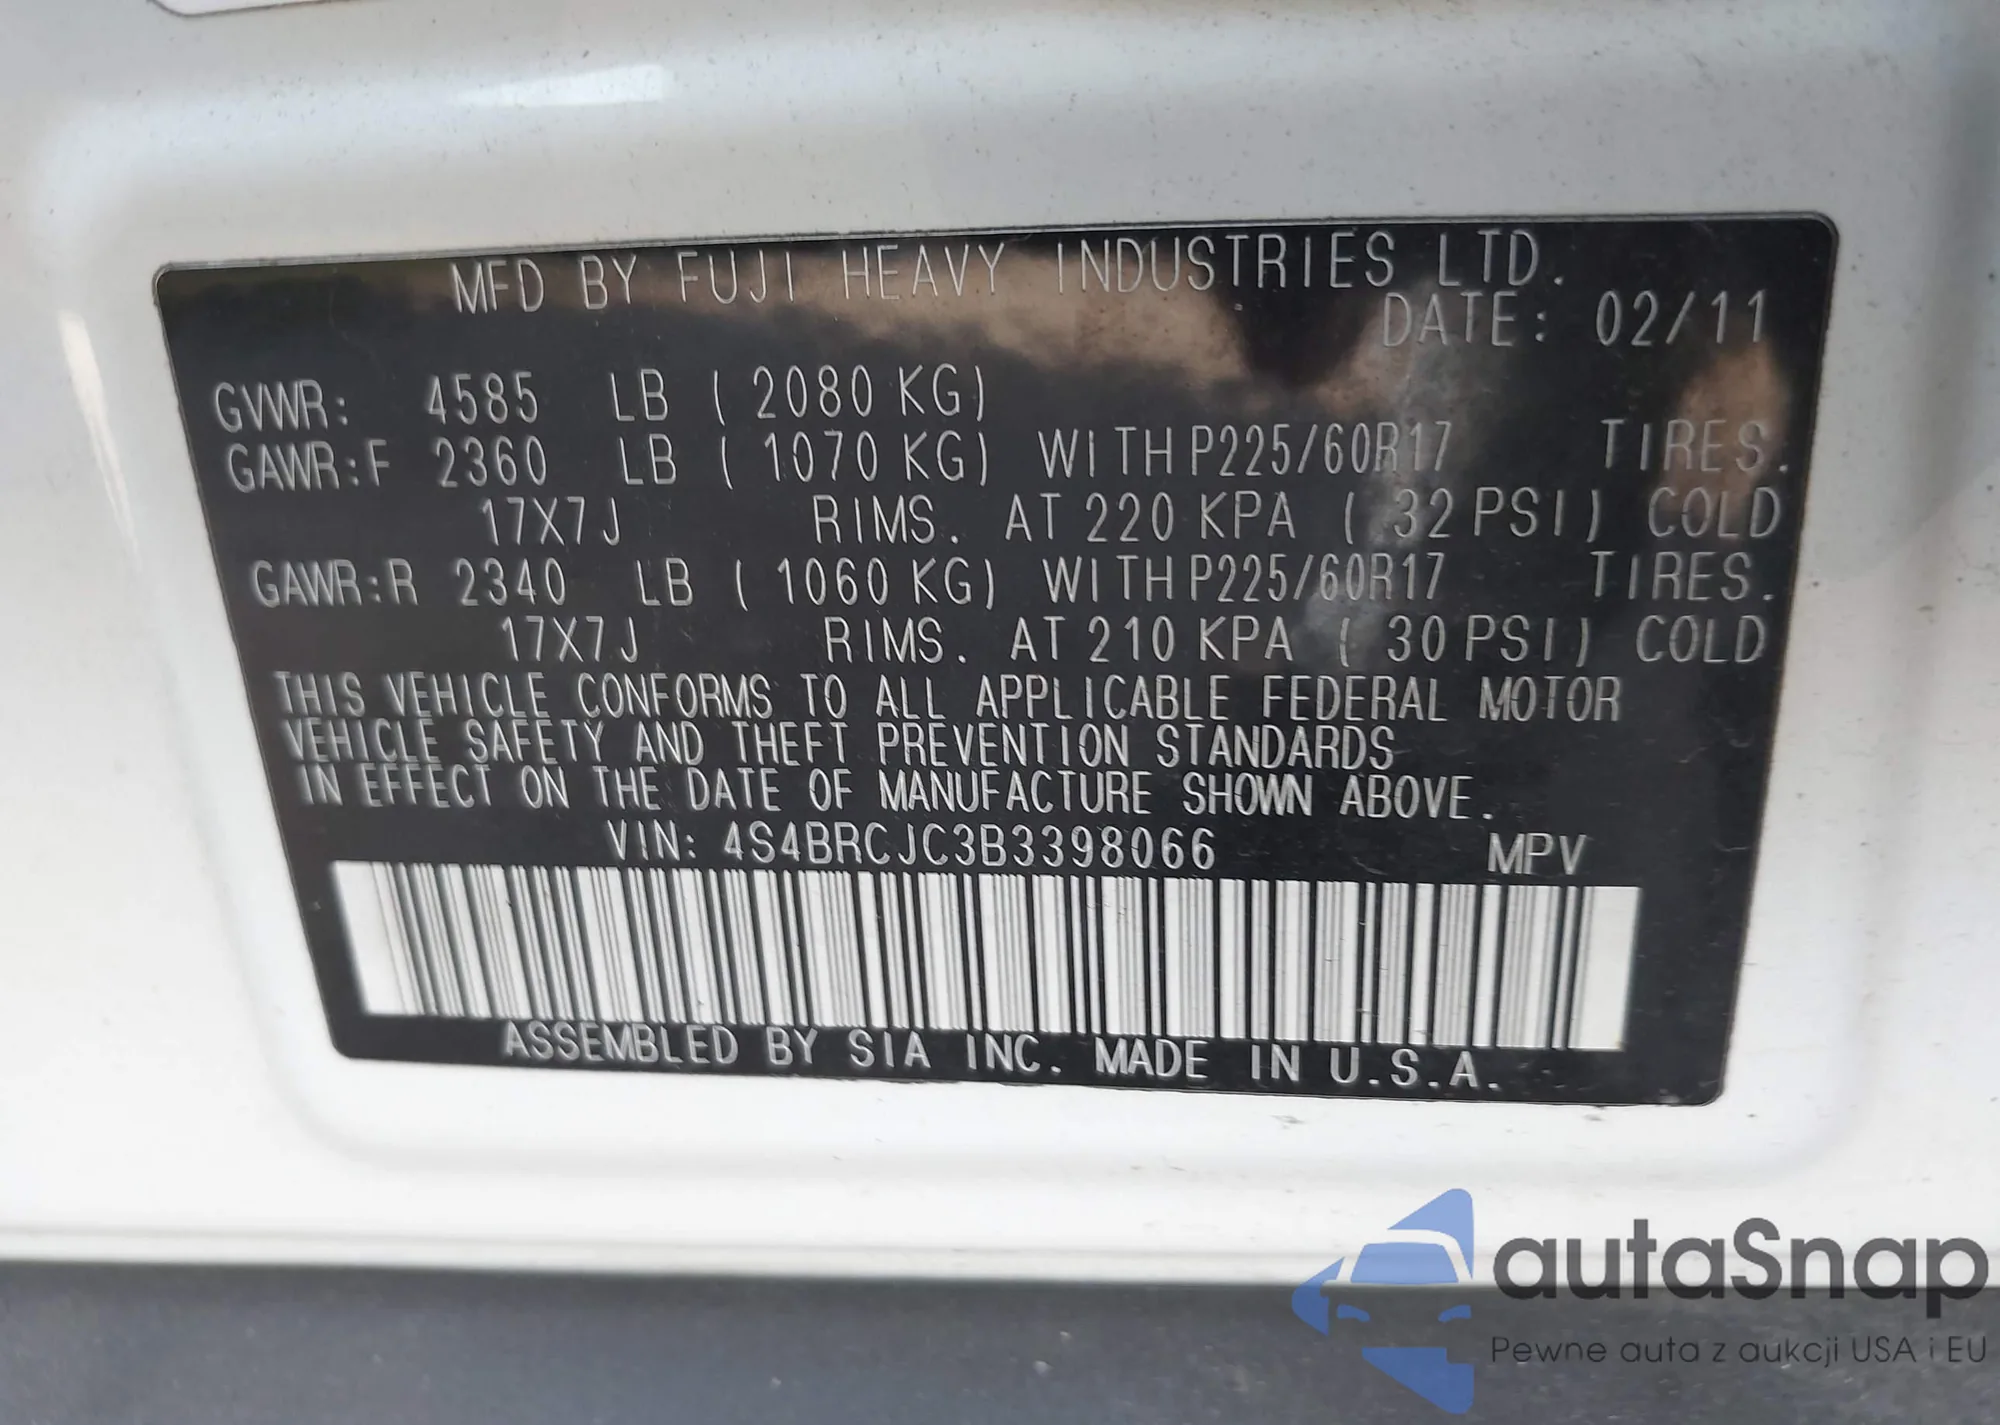 MFD BY FUJI HEAVY INDUSTRIES LTD.
DATE: 02/11
GVWR: 4585 LB ( 2080 KG)
GAWR:F 2360 LB ( 1070 KG) WITH P225/60R17 TIRES.
17X7J RIMS. AT 220 KPA ( 32 PSI) COLD
GAWR:R 2340 LB ( 1060 KG) WITH P225/60R17 TIRES.
17X7J RIMS. AT 210 KPA ( 30 PSI) COLD
THIS VEHICLE CONFORMS TO ALL APPLICABLE FEDERAL MOTOR
VEHICLE SAFETY AND THEFT PREVENTION STANDARDS
IN EFFECT ON THE DATE OF MANUFACTURE SHOWN ABOVE.
VIN: 4S4BRCJC3B3398066 MPV
ASSEMBLED BY SIA INC. MADE IN U.S.A.
autaSnap
Pewne auta z aukcji USA i EU